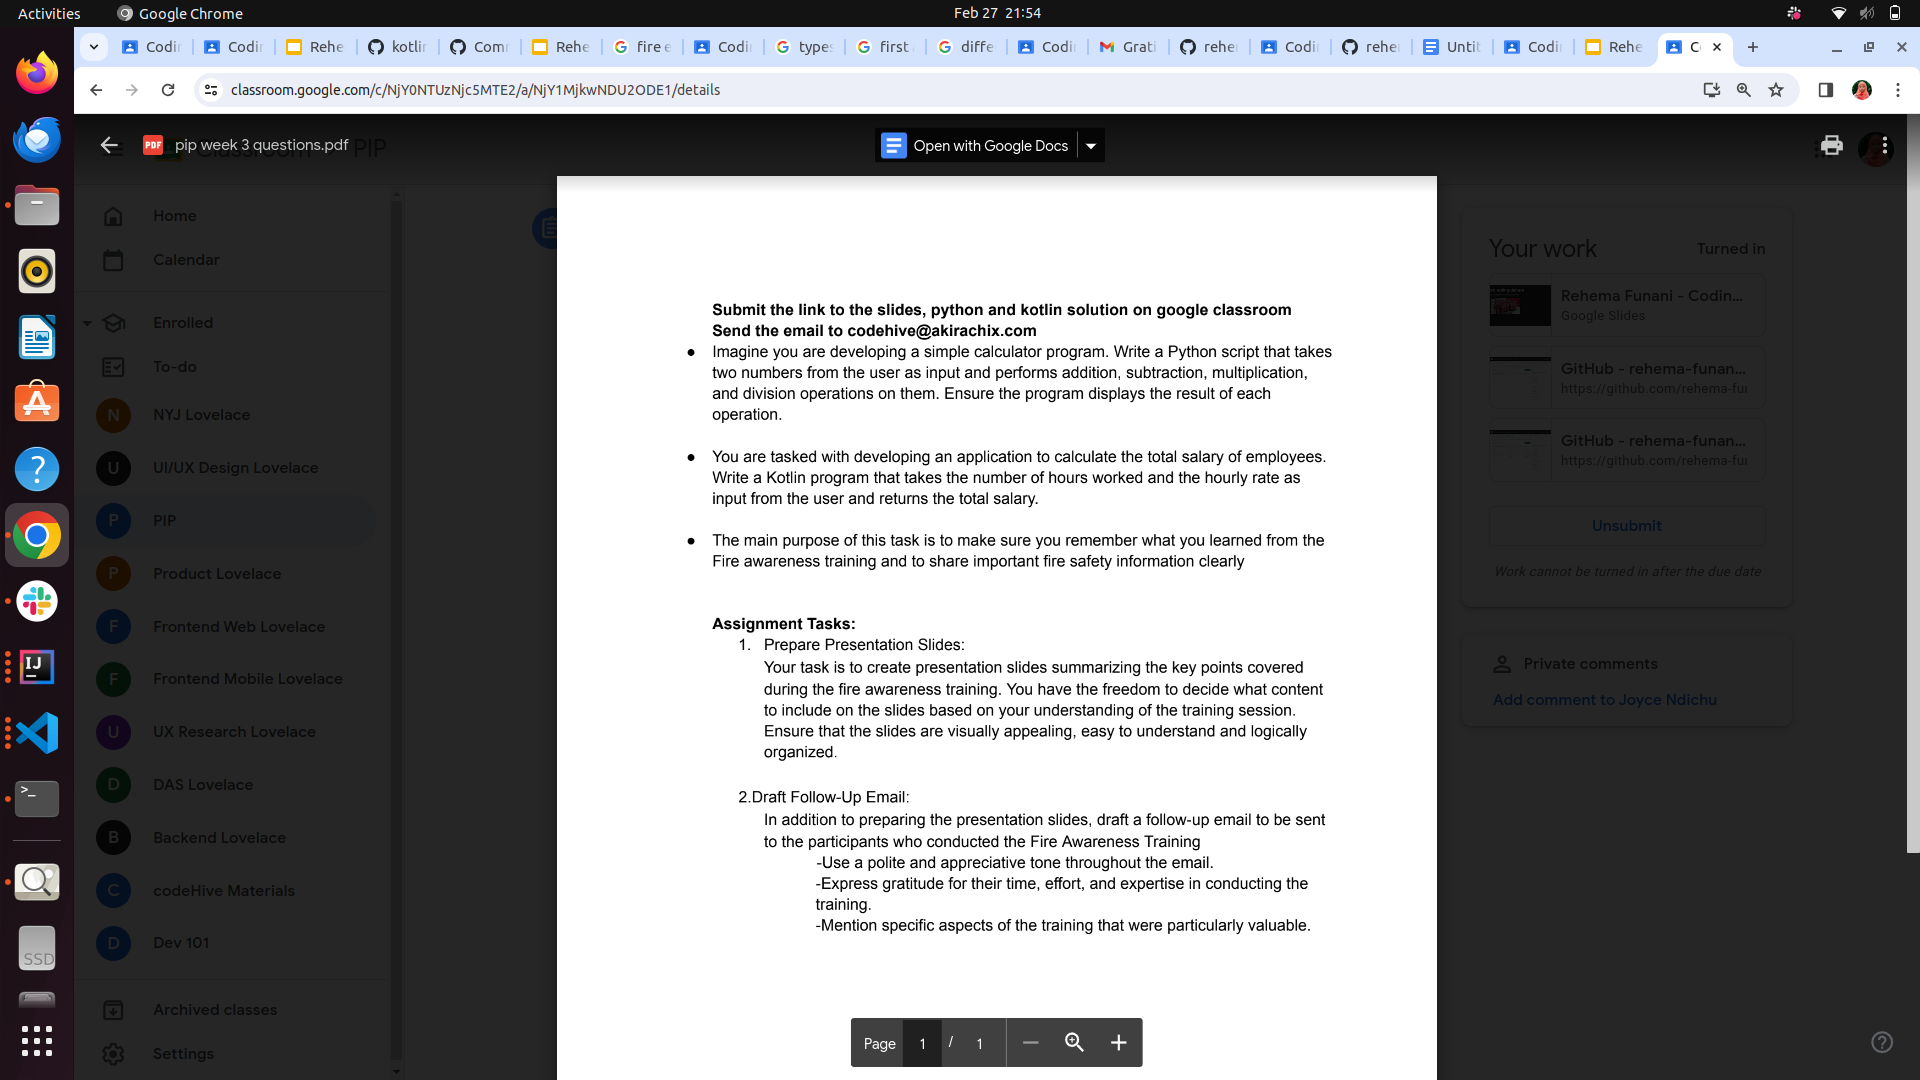 Activities
Google Chrome
Feb 27 21:54
Codin
Codin
Rehe
kotlin
Comm
Rehe
fire e
Codin
types
first
diffe
Codin
Grati
rehe
Codin
rehe
Untit
Codin
Rehe
C
classroom.google.com/c/NjY0NTUzNjc5MTE2/a/NjY1MjkwNDU2ODE1/details
PDF
pip week 3 questions.pdf
PIP
Open with Google Docs
Home
Calendar
Enrolled
To-do
N NYJ Lovelace
U UI/UX Design Lovelace
P PIP
P Product Lovelace
F Frontend Web Lovelace
F Frontend Mobile Lovelace
U UX Research Lovelace
D DAS Lovelace
B Backend Lovelace
C codeHive Materials
D Dev 101
Archived classes
Settings
IJ
>_
SSD
Submit the link to the slides, python and kotlin solution on google classroom
Send the email to codehive@akirachix.com
● Imagine you are developing a simple calculator program. Write a Python script that takes
two numbers from the user as input and performs addition, subtraction, multiplication,
and division operations on them. Ensure the program displays the result of each
operation.
● You are tasked with developing an application to calculate the total salary of employees.
Write a Kotlin program that takes the number of hours worked and the hourly rate as
input from the user and returns the total salary.
● The main purpose of this task is to make sure you remember what you learned from the
Fire awareness training and to share important fire safety information clearly
Assignment Tasks:
1. Prepare Presentation Slides:
Your task is to create presentation slides summarizing the key points covered
during the fire awareness training. You have the freedom to decide what content
to include on the slides based on your understanding of the training session.
Ensure that the slides are visually appealing, easy to understand and logically
organized.
2.Draft Follow-Up Email:
In addition to preparing the presentation slides, draft a follow-up email to be sent
to the participants who conducted the Fire Awareness Training
-Use a polite and appreciative tone throughout the email.
-Express gratitude for their time, effort, and expertise in conducting the
training.
-Mention specific aspects of the training that were particularly valuable.
Page 1 / 1
Your work
Turned in
Rehema Funani - Codin...
Google Slides
GitHub - rehema-funan...
https://github.com/rehema-fur
GitHub - rehema-funan...
https://github.com/rehema-fur
Unsubmit
Work cannot be turned in after the due date
Private comments
Add comment to Joyce Ndichu